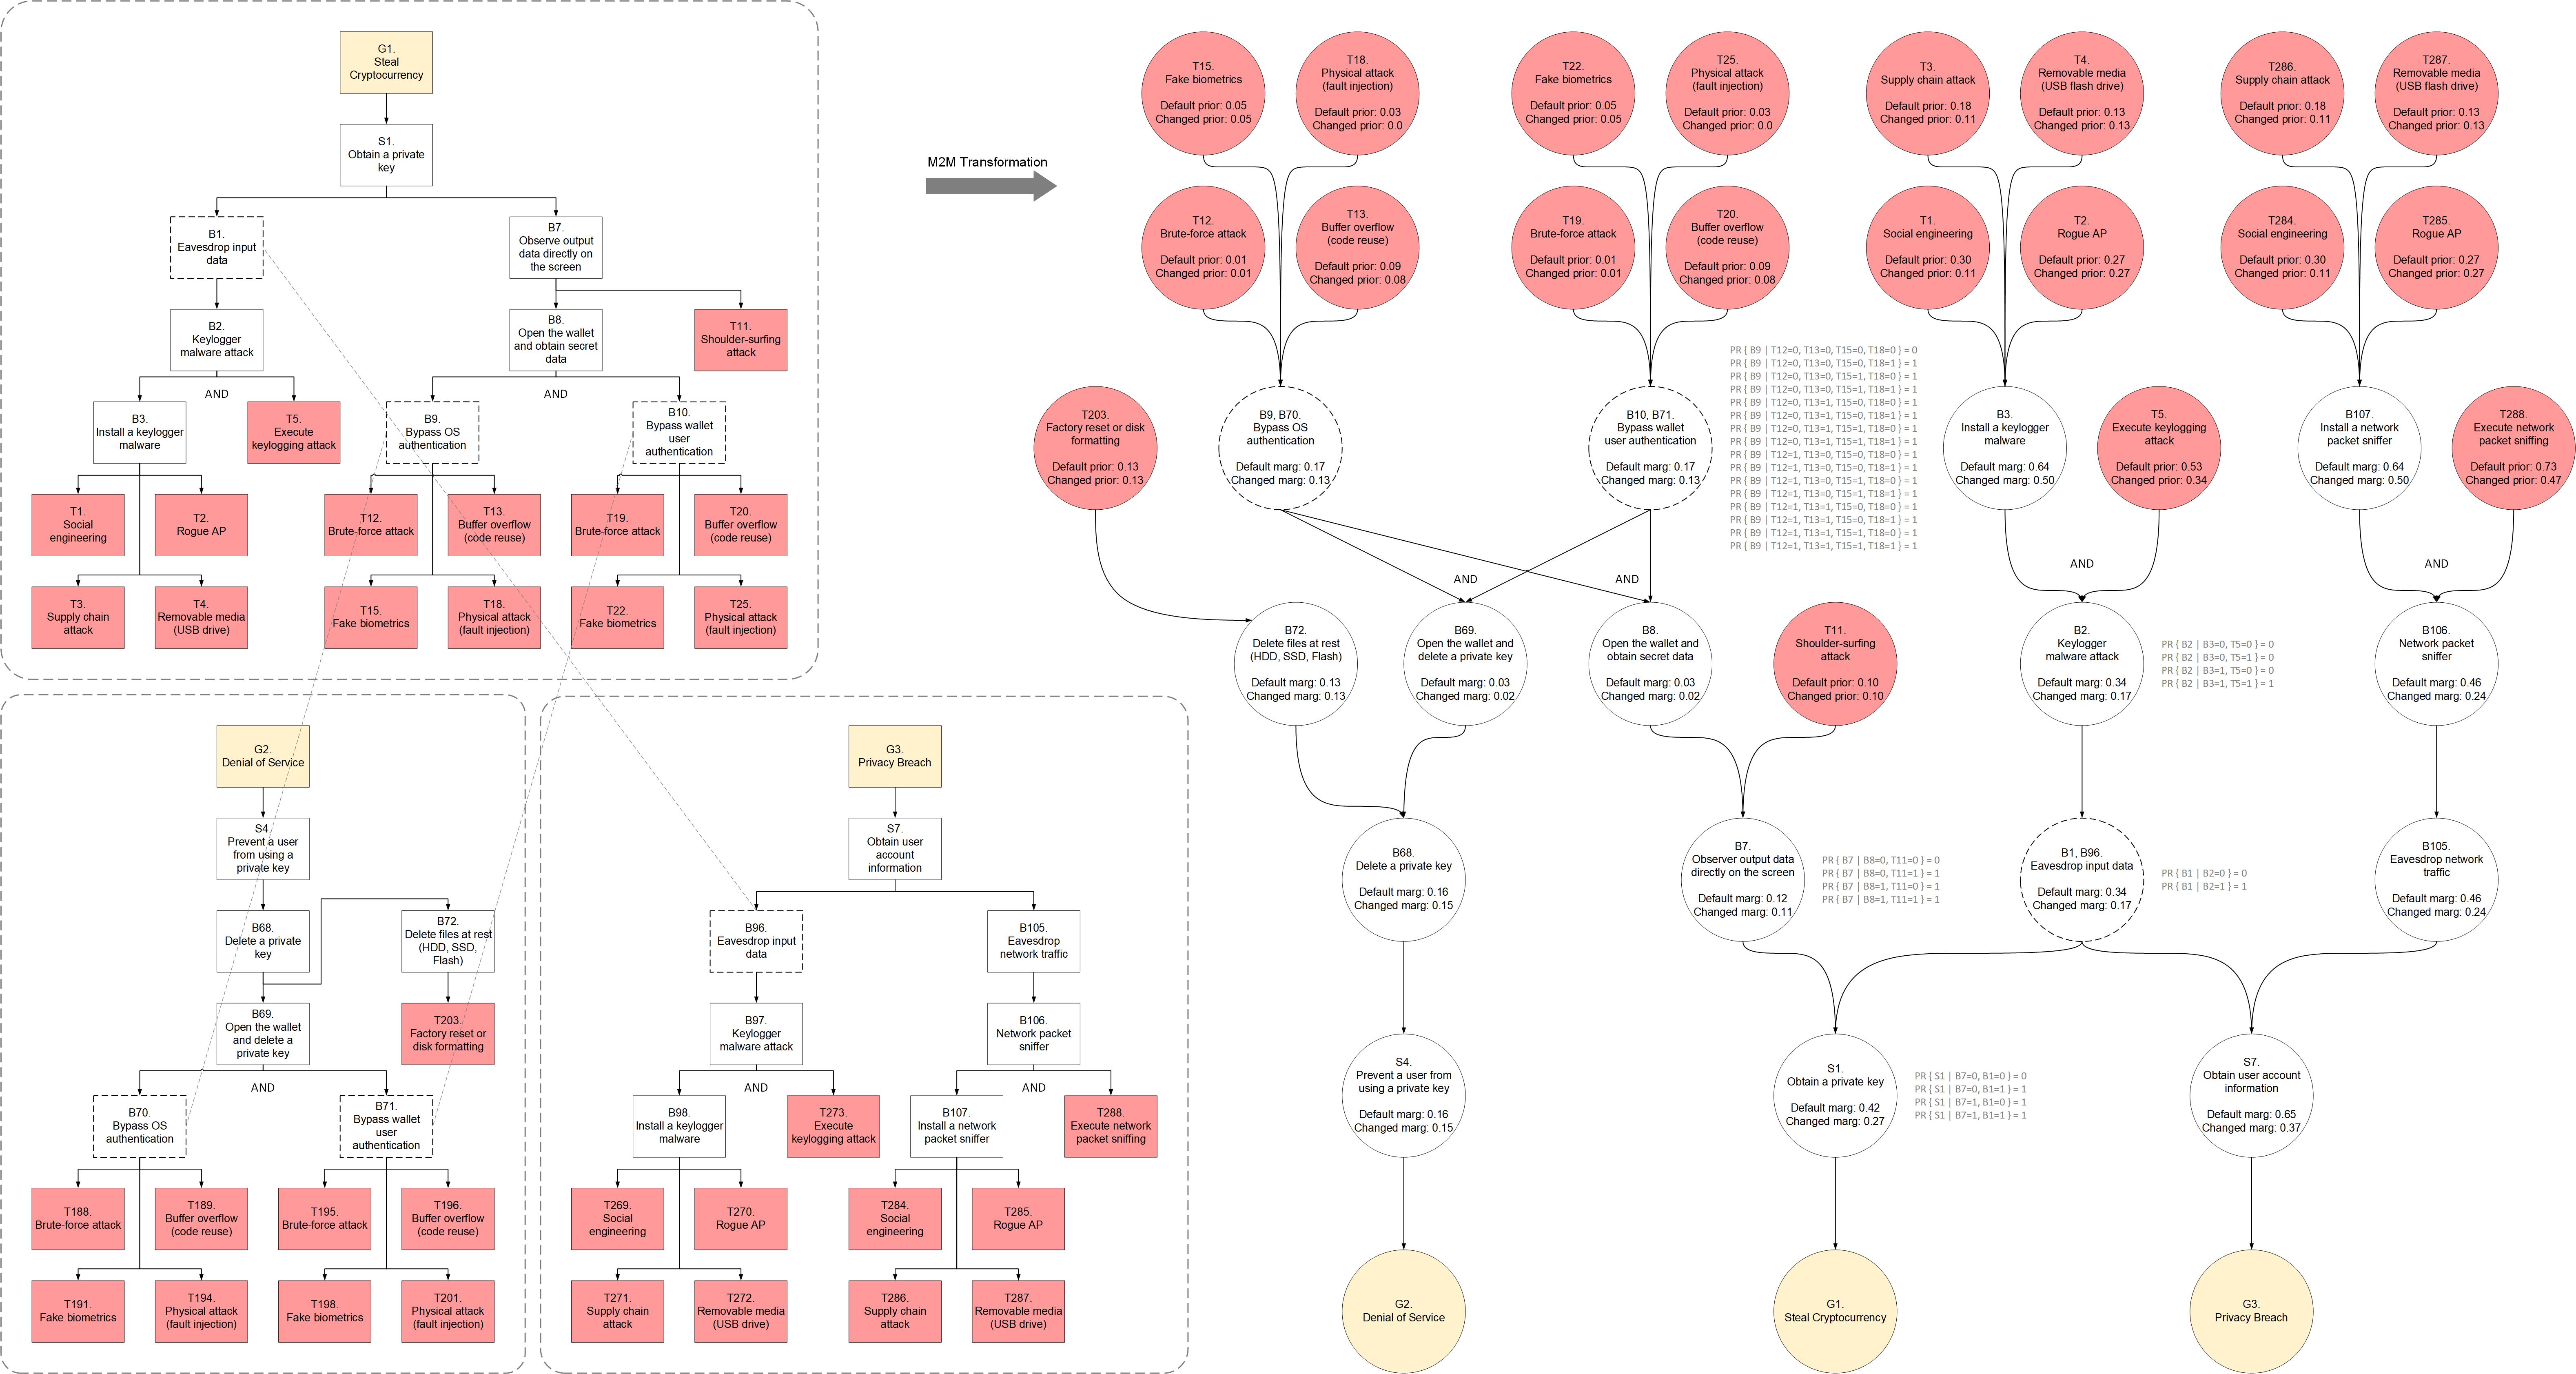 G1.
Steal
Cryptocurrency
S1.
Obtain a private
key
B1.
Eavesdrop input
data
B7.
Observe output
data directly on
the screen
B2.
Keylogger
malware attack
B8.
Open the wallet
and obtain secret
data
T11.
Shoulder-surfing
attack
AND
AND
B3.
Install a keylogger
malware
T5.
Execute
keylogging attack
B9.
Bypass OS
authentication
B10.
Bypass wallet
user
authentication
T1.
Social
engineering
T2.
Rogue AP
T12.
Brute-force attack
T13.
Buffer overflow
(code reuse)
T19.
Brute-force attack
T20.
Buffer overflow
(code reuse)
T3.
Supply chain
attack
T4.
Removable media
(USB drive)
T15.
Fake biometrics
T18.
Physical attack
(fault injection)
T22.
Fake biometrics
T25.
Physical attack
(fault injection)
G2.
Denial of Service
S4.
Prevent a user
from using a
private key
B68.
Delete a private
key
B72.
Delete files at rest
(HDD, SSD,
Flash)
B69.
Open the wallet
and delete a
private key
T203.
Factory reset or
disk formatting
AND
B70.
Bypass OS
authentication
B71.
Bypass wallet
user
authentication
T188.
Brute-force attack
T189.
Buffer overflow
(code reuse)
T195.
Brute-force attack
T196.
Buffer overflow
(code reuse)
T191.
Fake biometrics
T194.
Physical attack
(fault injection)
T198.
Fake biometrics
T201.
Physical attack
(fault injection)
G3.
Privacy Breach
S7.
Obtain user
account
information
B96.
Eavesdrop input
data
B105.
Eavesdrop
network traffic
B97.
Keylogger
malware attack
B106.
Network packet
sniffer
AND
AND
B98.
Install a keylogger
malware
T273.
Execute
keylogging attack
B107.
Install a network
packet sniffer
T288.
Execute network
packet sniffing
T269.
Social
engineering
T270.
Rogue AP
T284.
Social
engineering
T285.
Rogue AP
T271.
Supply chain
attack
T272.
Removable media
(USB drive)
T286.
Supply chain
attack
T287.
Removable media
(USB drive)
M2M Transformation
T15.
Fake biometrics
Default prior: 0.05
Changed prior: 0.05
T18.
Physical attack
(fault injection)
Default prior: 0.03
Changed prior: 0.0
T22.
Fake biometrics
Default prior: 0.05
Changed prior: 0.05
T25.
Physical attack
(fault injection)
Default prior: 0.03
Changed prior: 0.0
T3.
Supply chain attack
Default prior: 0.18
Changed prior: 0.11
T4.
Removable media
(USB flash drive)
Default prior: 0.13
Changed prior: 0.13
T286.
Supply chain attack
Default prior: 0.18
Changed prior: 0.11
T287.
Removable media
(USB flash drive)
Default prior: 0.13
Changed prior: 0.13
T12.
Brute-force attack
Default prior: 0.01
Changed prior: 0.01
T13.
Buffer overflow
(code reuse)
Default prior: 0.09
Changed prior: 0.08
T19.
Brute-force attack
Default prior: 0.01
Changed prior: 0.01
T20.
Buffer overflow
(code reuse)
Default prior: 0.09
Changed prior: 0.08
T1.
Social engineering
Default prior: 0.30
Changed prior: 0.11
T2.
Rogue AP
Default prior: 0.27
Changed prior: 0.27
T284.
Social engineering
Default prior: 0.30
Changed prior: 0.11
T285.
Rogue AP
Default prior: 0.27
Changed prior: 0.27
PR { B9 | T12=0, T13=0, T15=0, T18=0 } = 0
PR { B9 | T12=0, T13=0, T15=0, T18=1 } = 1
PR { B9 | T12=0, T13=0, T15=1, T18=0 } = 1
PR { B9 | T12=0, T13=0, T15=1, T18=1 } = 1
PR { B9 | T12=0, T13=1, T15=0, T18=0 } = 1
PR { B9 | T12=0, T13=1, T15=0, T18=1 } = 1
PR { B9 | T12=0, T13=1, T15=1, T18=0 } = 1
PR { B9 | T12=0, T13=1, T15=1, T18=1 } = 1
PR { B9 | T12=1, T13=0, T15=0, T18=0 } = 1
PR { B9 | T12=1, T13=0, T15=0, T18=1 } = 1
PR { B9 | T12=1, T13=0, T15=1, T18=0 } = 1
PR { B9 | T12=1, T13=0, T15=1, T18=1 } = 1
PR { B9 | T12=1, T13=1, T15=0, T18=0 } = 1
PR { B9 | T12=1, T13=1, T15=0, T18=1 } = 1
PR { B9 | T12=1, T13=1, T15=1, T18=0 } = 1
PR { B9 | T12=1, T13=1, T15=1, T18=1 } = 1
T203.
Factory reset or disk
formatting
Default prior: 0.13
Changed prior: 0.13
B9, B70.
Bypass OS
authentication
Default marg: 0.17
Changed marg: 0.13
B10, B71.
Bypass wallet
user authentication
Default marg: 0.17
Changed marg: 0.13
B3.
Install a keylogger
malware
Default marg: 0.64
Changed marg: 0.50
T5.
Execute keylogging
attack
Default prior: 0.53
Changed prior: 0.34
B107.
Install a network
packet sniffer
Default marg: 0.64
Changed marg: 0.50
T288.
Execute network
packet sniffing
Default prior: 0.73
Changed prior: 0.47
AND
AND
AND
AND
B72.
Delete files at rest
(HDD, SSD, Flash)
Default marg: 0.13
Changed marg: 0.13
B69.
Open the wallet and
delete a private key
Default marg: 0.03
Changed marg: 0.02
B8.
Open the wallet and
obtain secret data
Default marg: 0.03
Changed marg: 0.02
T11.
Shoulder-surfing
attack
Default prior: 0.10
Changed prior: 0.10
B2.
Keylogger
malware attack
Default marg: 0.34
Changed marg: 0.17
PR { B2 | B3=0, T5=0 } = 0
PR { B2 | B3=0, T5=1 } = 0
PR { B2 | B3=1, T5=0 } = 0
PR { B2 | B3=1, T5=1 } = 1
B106.
Network packet
sniffer
Default marg: 0.46
Changed marg: 0.24
B68.
Delete a private key
Default marg: 0.16
Changed marg: 0.15
B7.
Observer output data
directly on the screen
Default marg: 0.12
Changed marg: 0.11
PR { B7 | B8=0, T11=0 } = 0
PR { B7 | B8=0, T11=1 } = 1
PR { B7 | B8=1, T11=0 } = 1
PR { B7 | B8=1, T11=1 } = 1
B1, B96.
Eavesdrop input data
Default marg: 0.34
Changed marg: 0.17
PR { B1 | B2=0 } = 0
PR { B1 | B2=1 } = 1
B105.
Eavesdrop network
traffic
Default marg: 0.46
Changed marg: 0.24
S4.
Prevent a user from
using a private key
Default marg: 0.16
Changed marg: 0.15
S1.
Obtain a private key
Default marg: 0.42
Changed marg: 0.27
PR { S1 | B7=0, B1=0 } = 0
PR { S1 | B7=0, B1=1 } = 1
PR { S1 | B7=1, B1=0 } = 1
PR { S1 | B7=1, B1=1 } = 1
S7.
Obtain user account
information
Default marg: 0.65
Changed marg: 0.37
G2.
Denial of Service
G1.
Steal Cryptocurrency
G3.
Privacy Breach